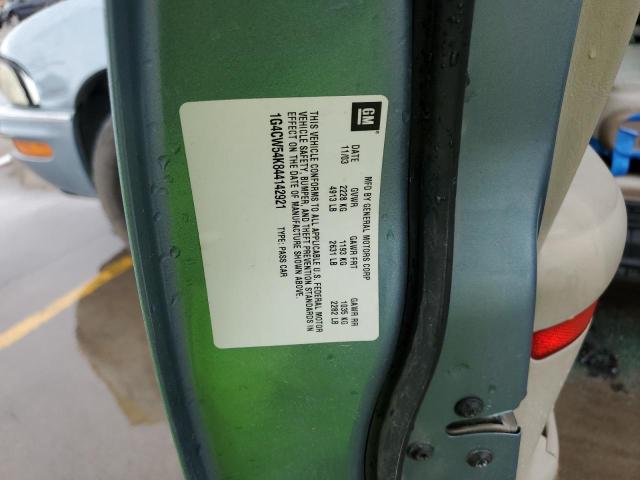 GM
MFD BY GENERAL MOTORS CORP
DATE GVWR GAWR FRT GAWR RR
11/03 2228 KG 1193 KG 1035 KG
4913 LB 2631 LB 2282 LB
THIS VEHICLE CONFORMS TO ALL APPLICABLE U.S. FEDERAL MOTOR
VEHICLE SAFETY, BUMPER, AND THEFT PREVENTION STANDARDS IN
EFFECT ON THE DATE OF MANUFACTURE SHOWN ABOVE.
1G4CW54K844142921 TYPE: PASS CAR